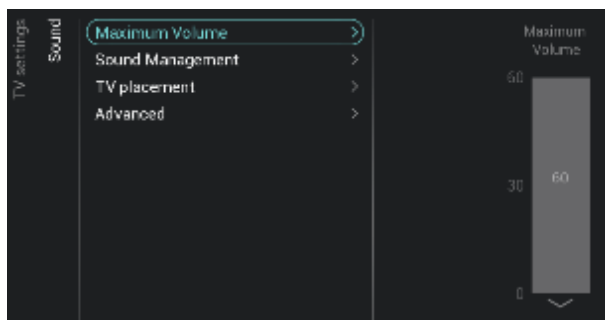 TV settings
Sound
Maximum Volume
Sound Management
TV placement
Advanced
Maximum
Volume
60
60
30
0